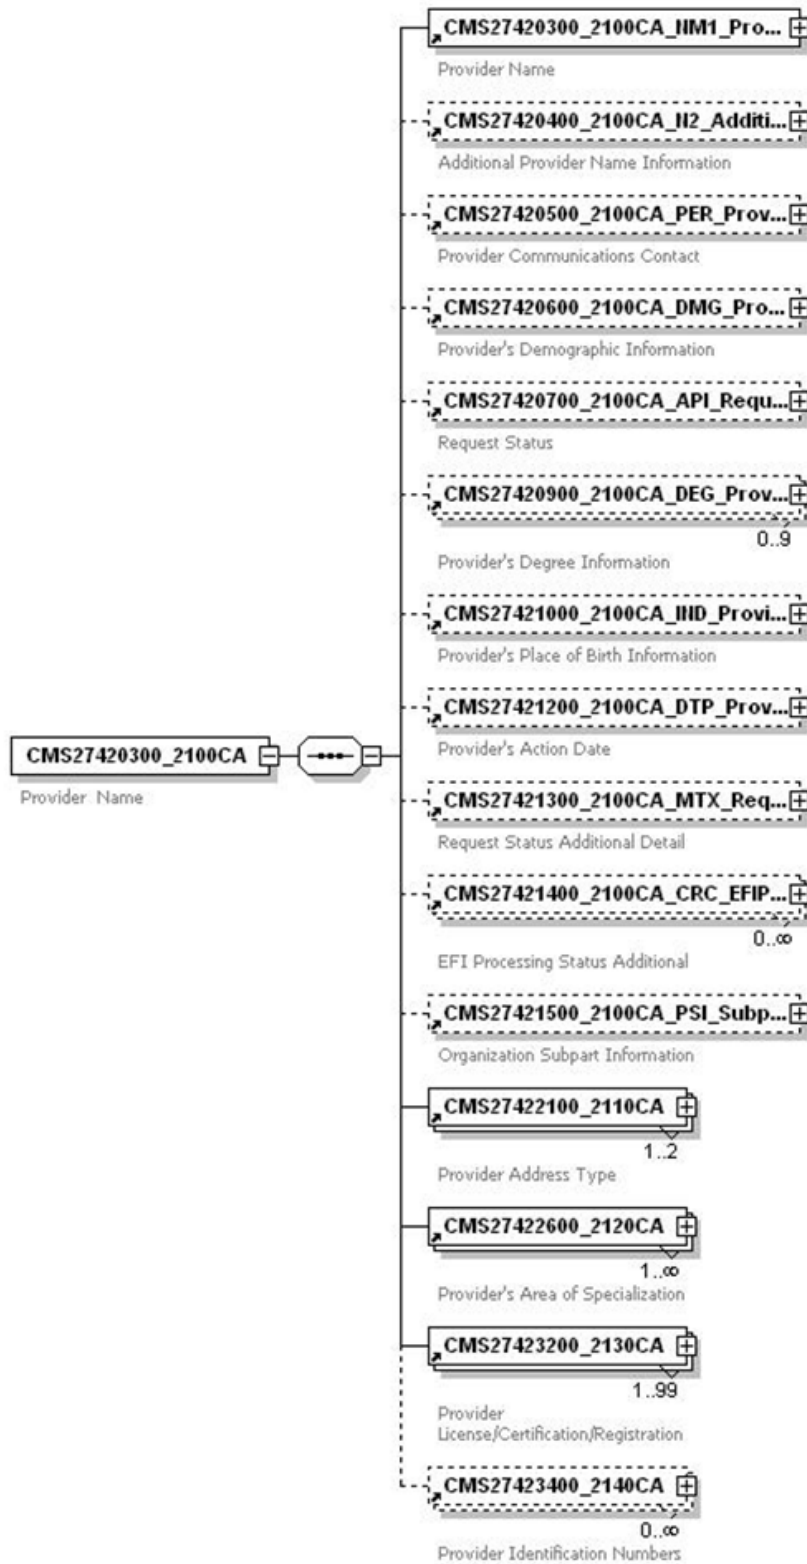 CMS27420300_2100CA_NM1_Pro...
Provider Name
CMS27420400_2100CA_N2_Additi...
Additional Provider Name Information
CMS27420500_2100CA_PER_Prov...
Provider Communications Contact
CMS27420600_2100CA_DMG_Pro...
Provider's Demographic Information
CMS27420700_2100CA_API_Requ...
Request Status
CMS27420900_2100CA_DEG_Prov...
0..9
Provider's Degree Information
CMS27421000_2100CA_IND_Provi...
Provider's Place of Birth Information
CMS27421200_2100CA_DTP_Prov...
Provider's Action Date
CMS27420300_2100CA
Provider Name
CMS27421300_2100CA_MTX_Req...
Request Status Additional Detail
CMS27421400_2100CA_CRC_EFIP...
0..∞
EFI Processing Status Additional
CMS27421500_2100CA_PSI_Subp...
Organization Subpart Information
CMS27422100_2110CA
1..2
Provider Address Type
CMS27422600_2120CA
1..∞
Provider's Area of Specialization
CMS27423200_2130CA
1..99
Provider
License/Certification/Registration
CMS27423400_2140CA
0..∞
Provider Identification Numbers